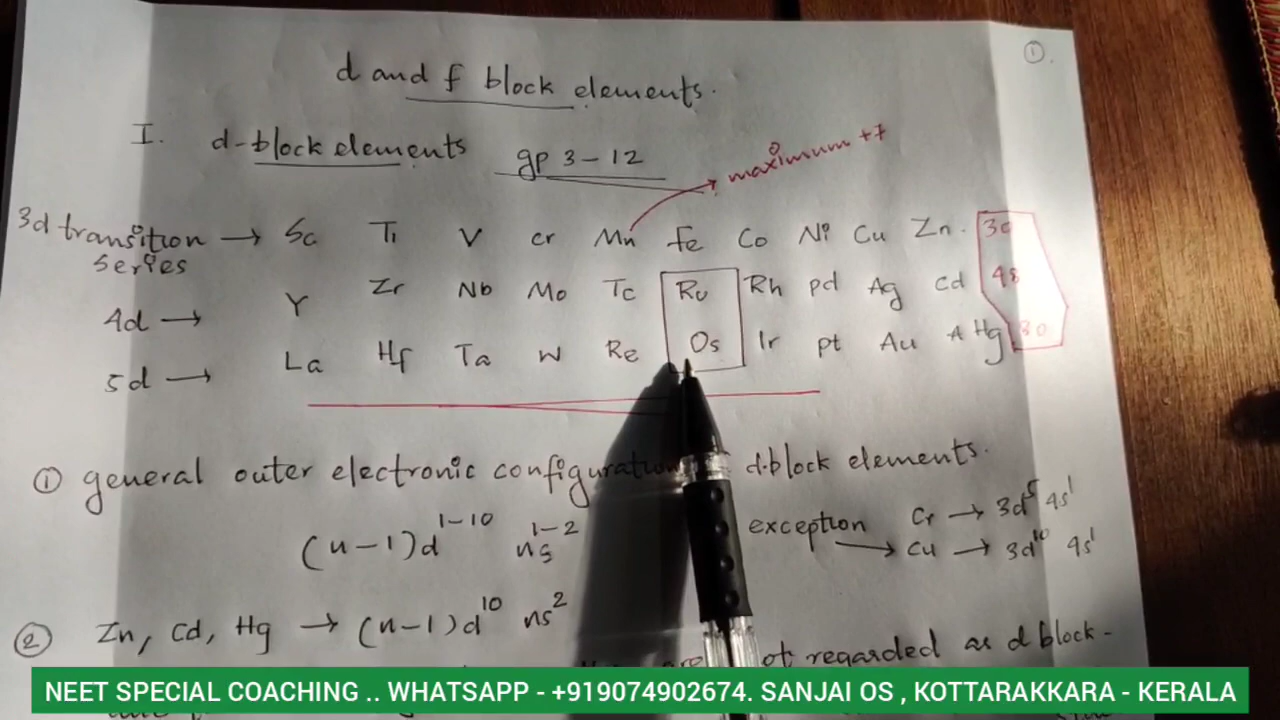 ①
d and f block elements.
I. d-block elements gp 3-12
maximum +7
3d transition series → Sc Ti V Cr Mn Fe Co Ni Cu Zn. 30
4d → Y Zr Nb Mo Tc Ru Rh pd Ag Cd 48
5d → La Hf Ta W Re Os Ir pt Au A Hg 80
① general outer electronic configuration d-block elements.
(n-1)d¹⁻¹⁰ ns¹⁻² exception Cr → 3d⁵ 4s¹
→ Cu → 3d¹⁰ 4s¹
② Zn, Cd, Hg → (n-1)d¹⁰ ns²
regarded as d block-
NEET SPECIAL COACHING .. WHATSAPP - +919074902674. SANJAI OS , KOTTARAKKARA - KERALA